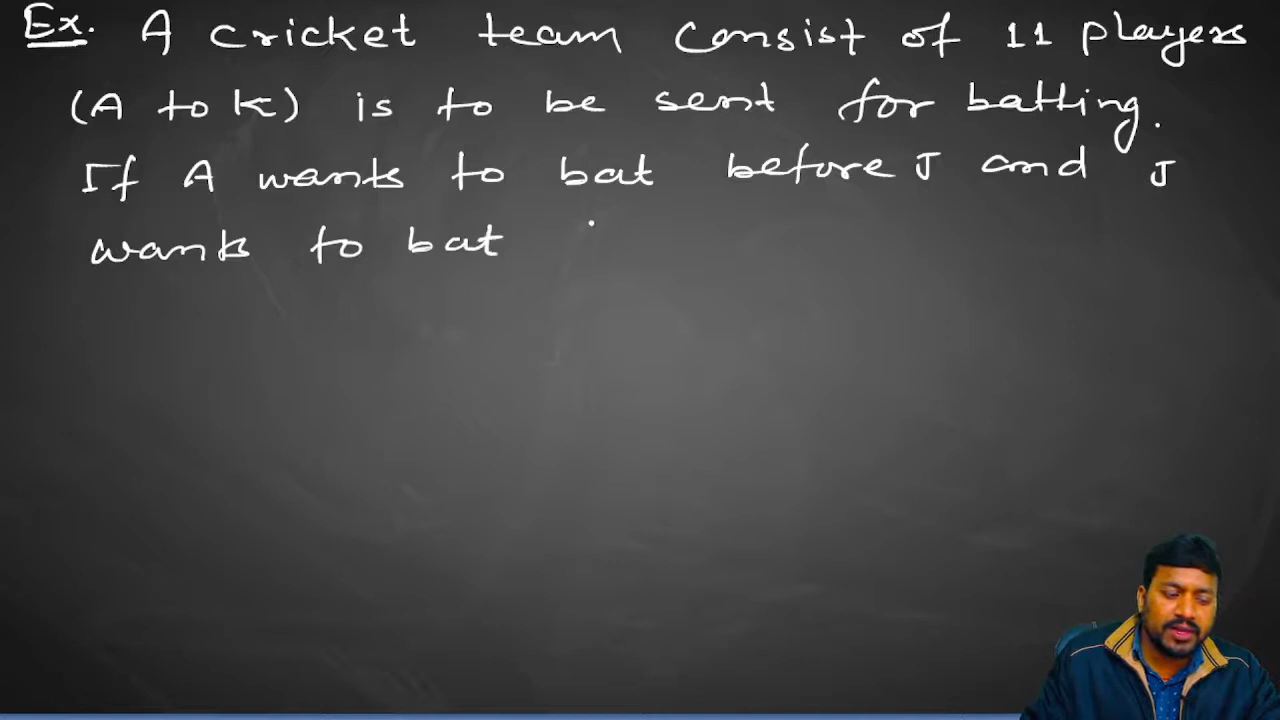 Ex. A cricket team consist of 11 players
(A to K) is to be sent for batting.
If A wants to bat before J and J
wants to bat